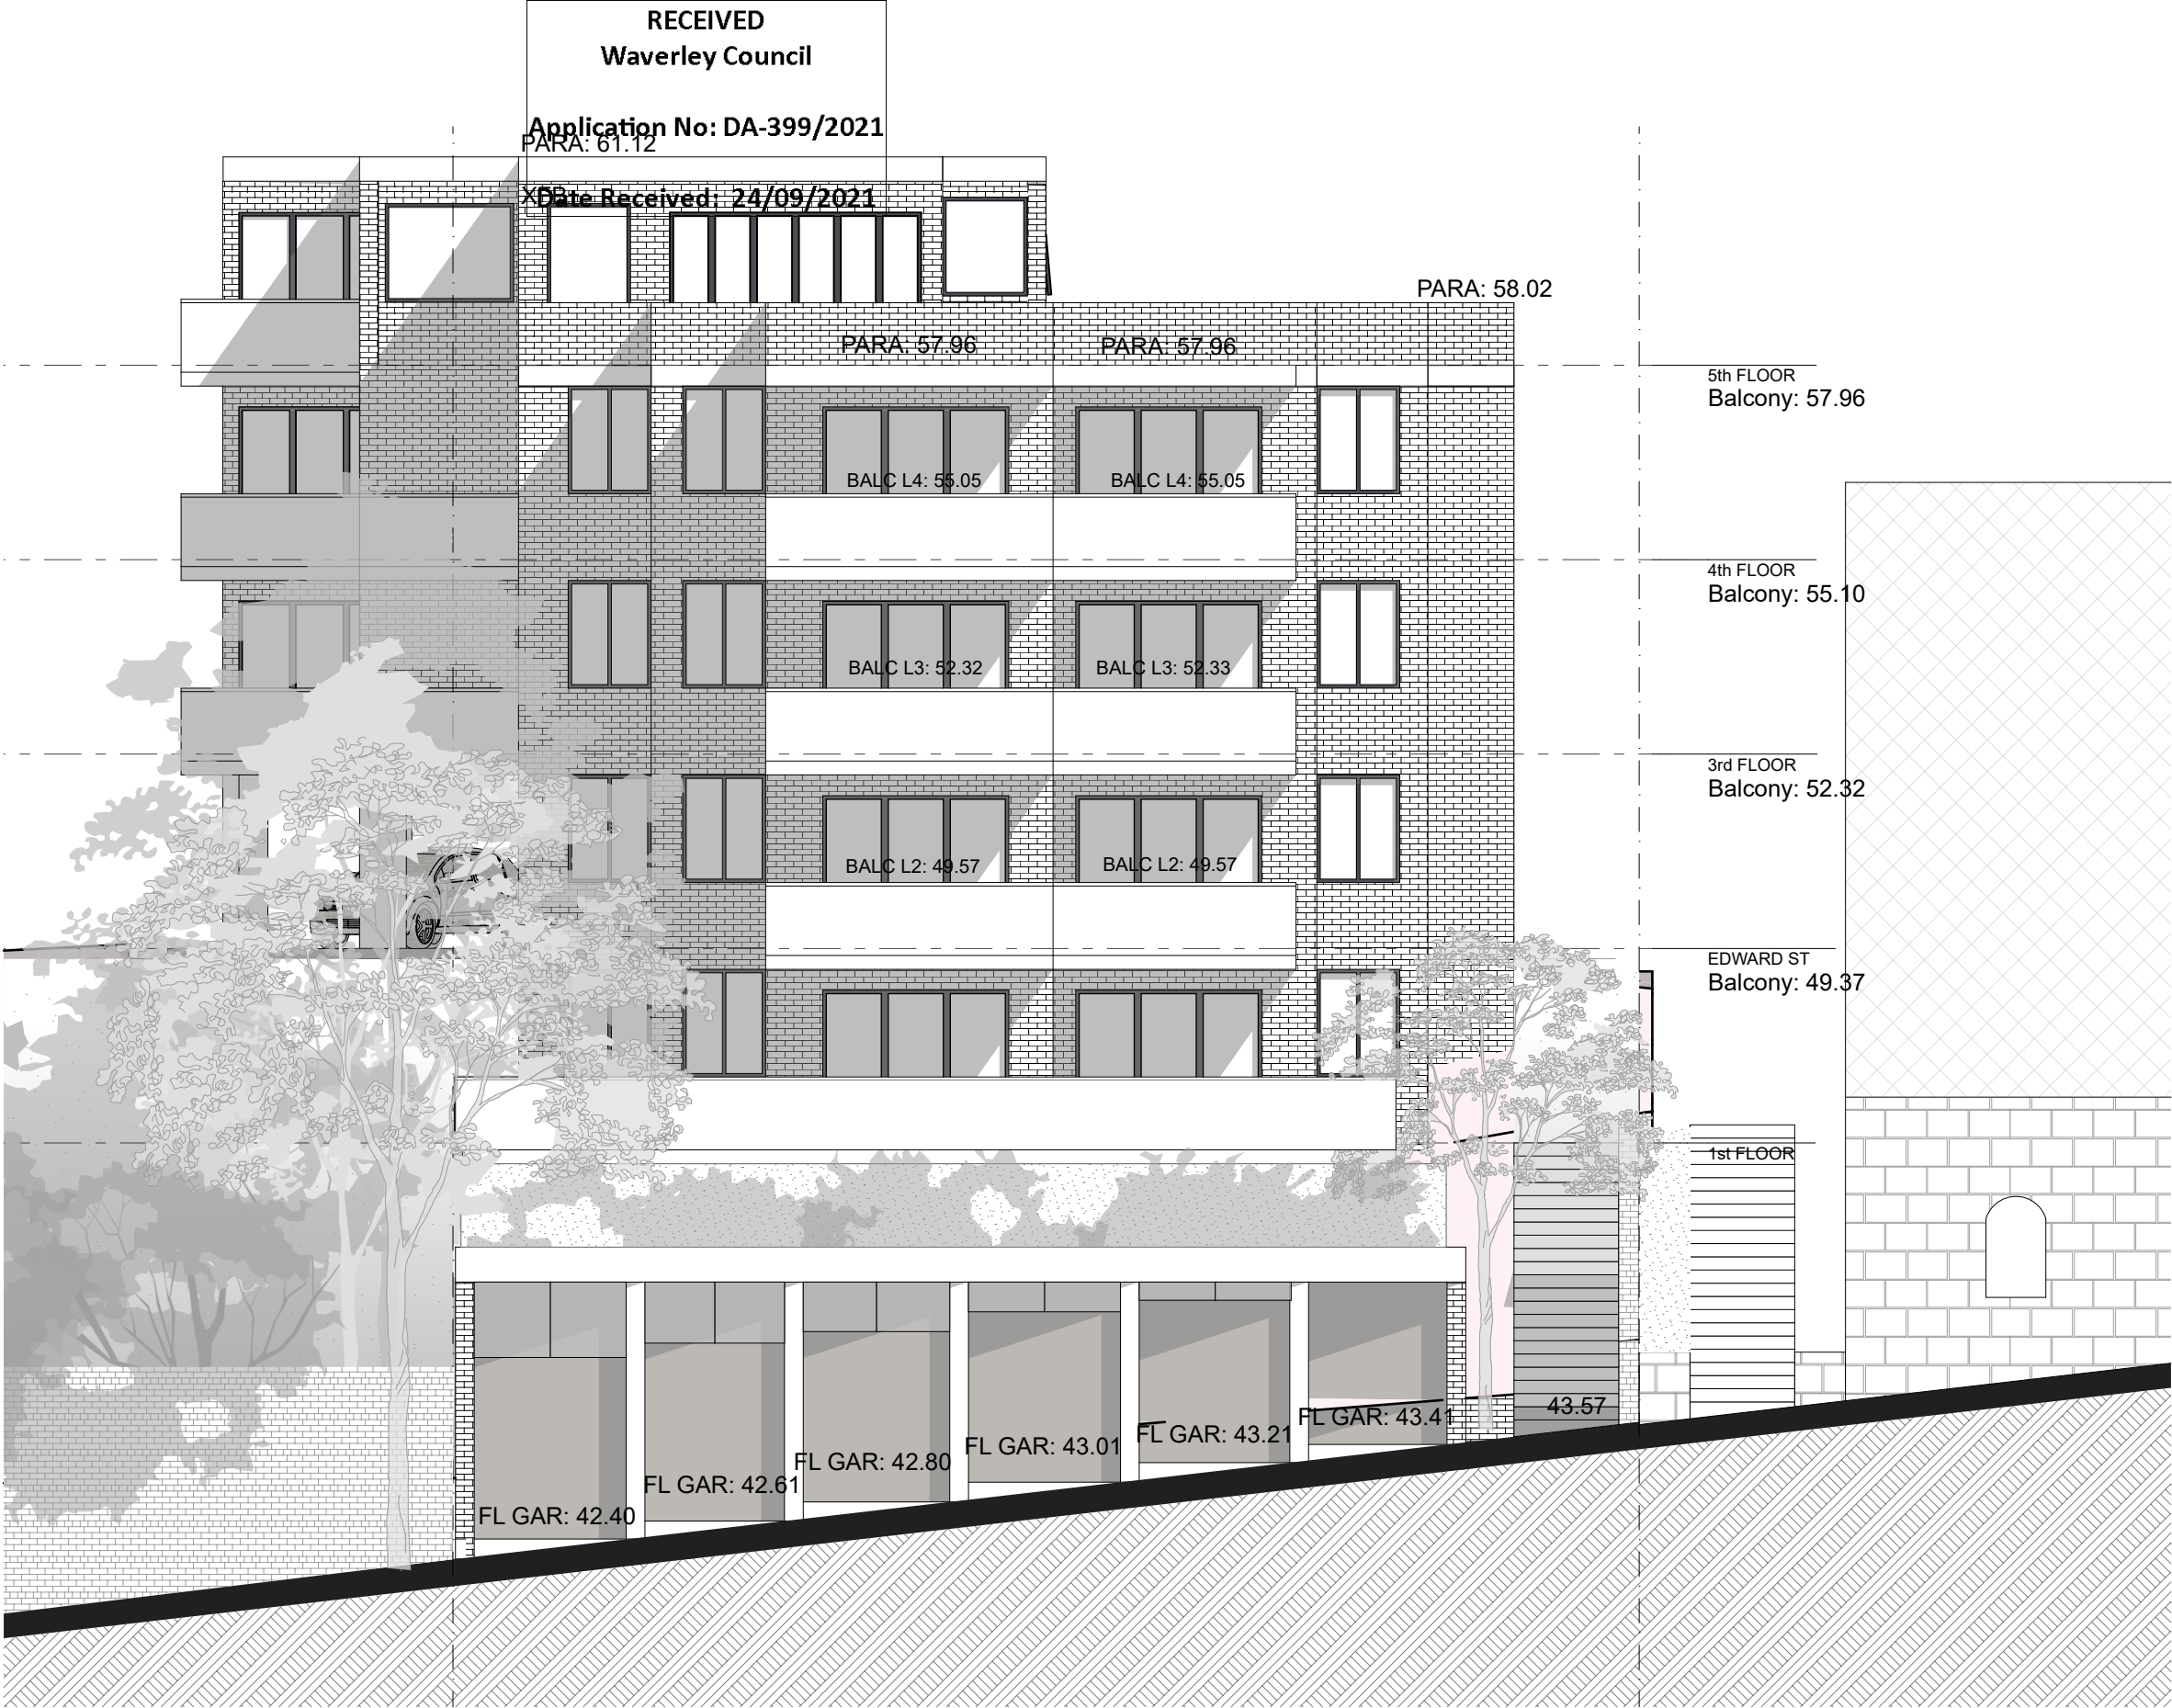 RECEIVED
Waverley Council
Application No: DA-399/2021
PARA: 61.12
Date Received: 24/09/2021
PARA: 58.02
PARA: 57.96
PARA: 57.96
5th FLOOR
Balcony: 57.96
BALC L4: 55.05
BALC L4: 55.05
4th FLOOR
Balcony: 55.10
BALC L3: 52.32
BALC L3: 52.33
3rd FLOOR
Balcony: 52.32
BALC L2: 49.57
BALC L2: 49.57
EDWARD ST
Balcony: 49.37
1st FLOOR
43.57
FL GAR: 43.41
FL GAR: 43.21
FL GAR: 43.01
FL GAR: 42.80
FL GAR: 42.61
FL GAR: 42.40